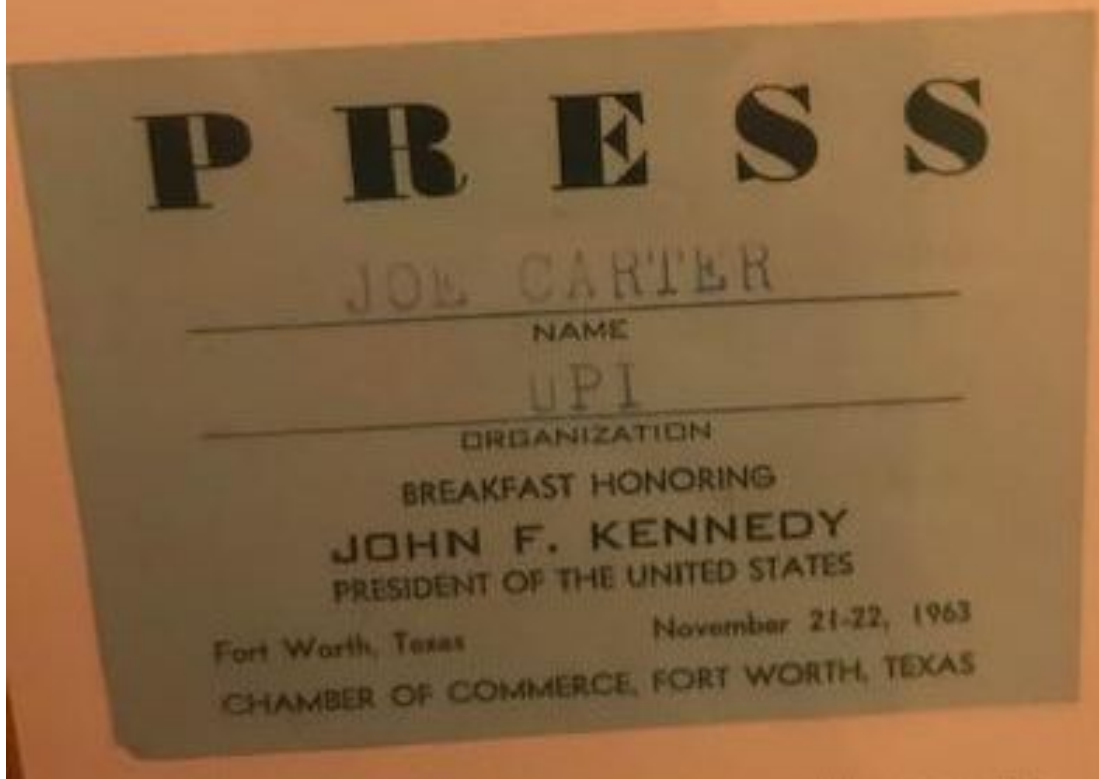 PRESS
JOE CARTER
NAME
UPI
ORGANIZATION
BREAKFAST HONORING
JOHN F. KENNEDY
PRESIDENT OF THE UNITED STATES
Fort Worth, Texas November 21-22, 1963
CHAMBER OF COMMERCE, FORT WORTH, TEXAS